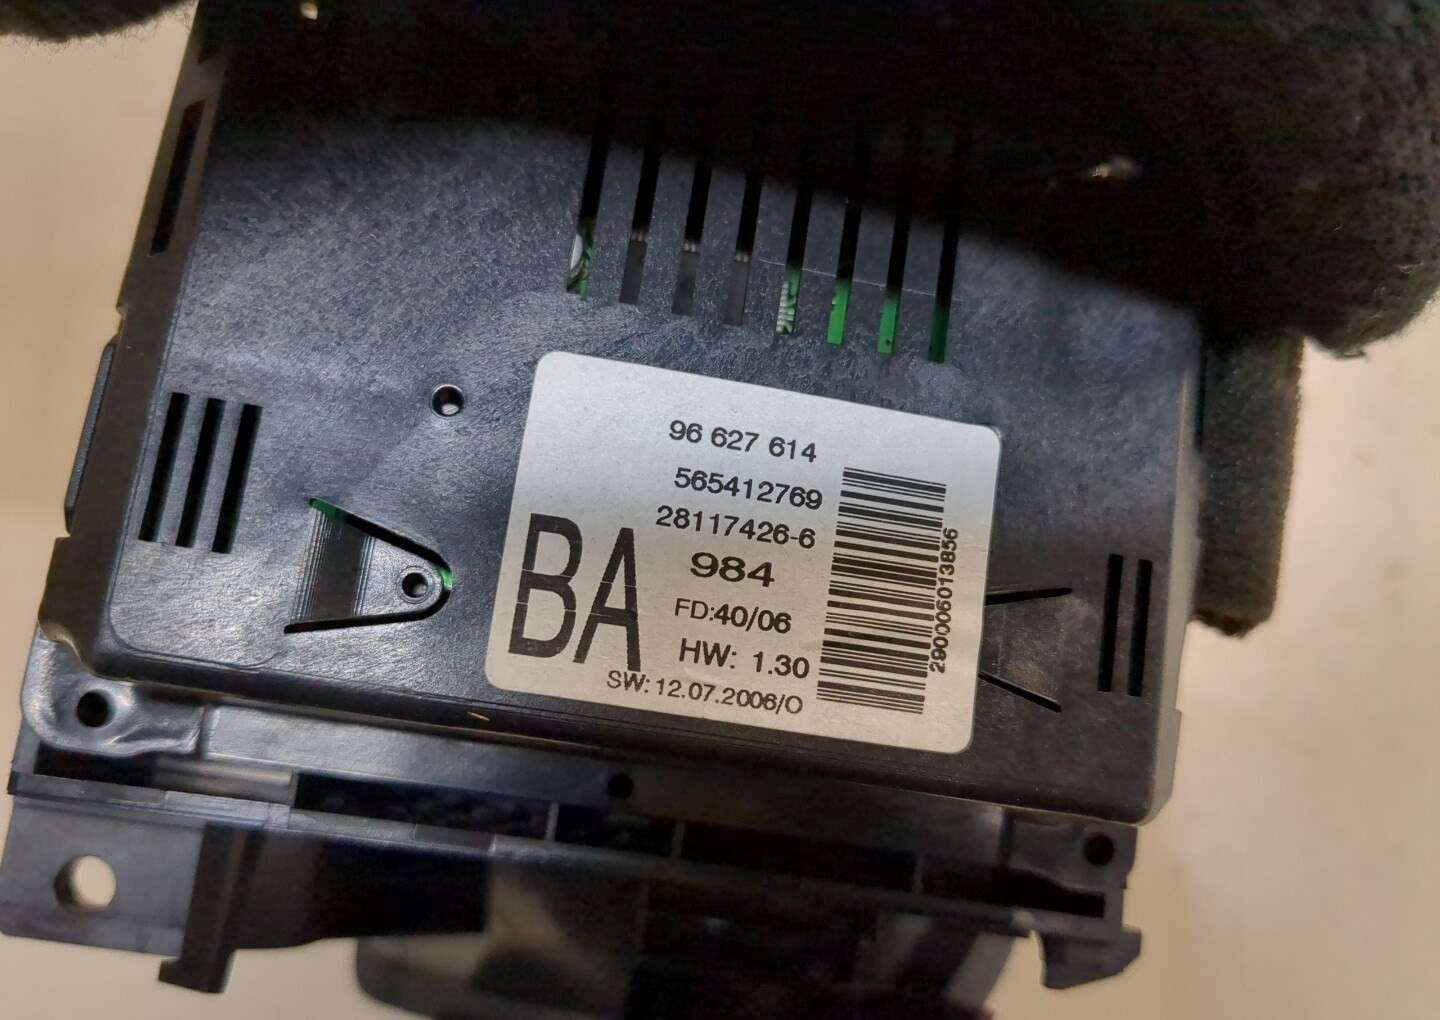 96 627 614
565412769
28117426-6
984
BA
FD:40/06
HW: 1.30
SW: 12.07.2006/O
290006013856